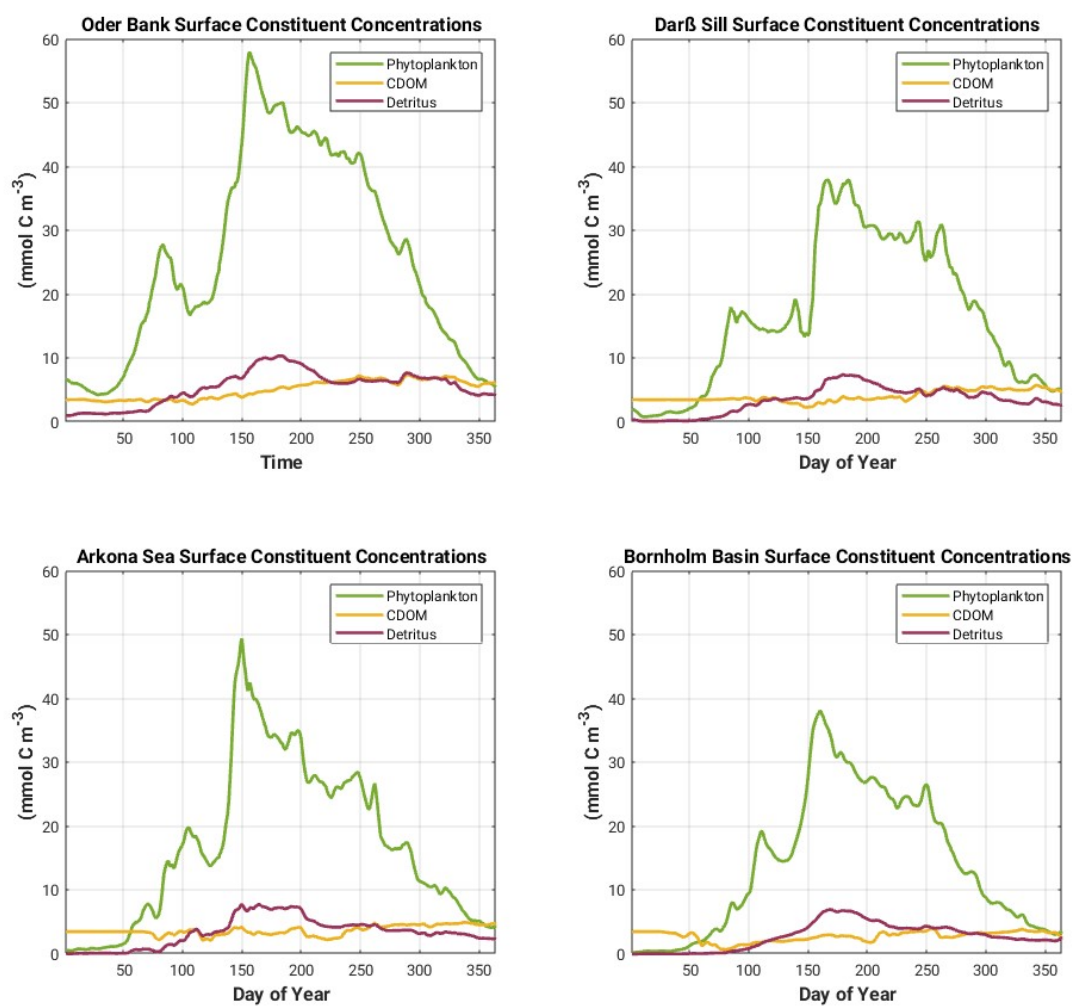 Oder Bank Surface Constituent Concentrations
60
50
40
30
20
10
0
(mmol C m⁻³)
Phytoplankton
CDOM
Detritus
50 100 150 200 250 300 350
Time
Darß Sill Surface Constituent Concentrations
60
50
40
30
20
10
0
(mmol C m⁻³)
Phytoplankton
CDOM
Detritus
50 100 150 200 250 300 350
Day of Year
Arkona Sea Surface Constituent Concentrations
60
50
40
30
20
10
0
(mmol C m⁻³)
Phytoplankton
CDOM
Detritus
50 100 150 200 250 300 350
Day of Year
Bornholm Basin Surface Constituent Concentrations
60
50
40
30
20
10
0
(mmol C m⁻³)
Phytoplankton
CDOM
Detritus
50 100 150 200 250 300 350
Day of Year